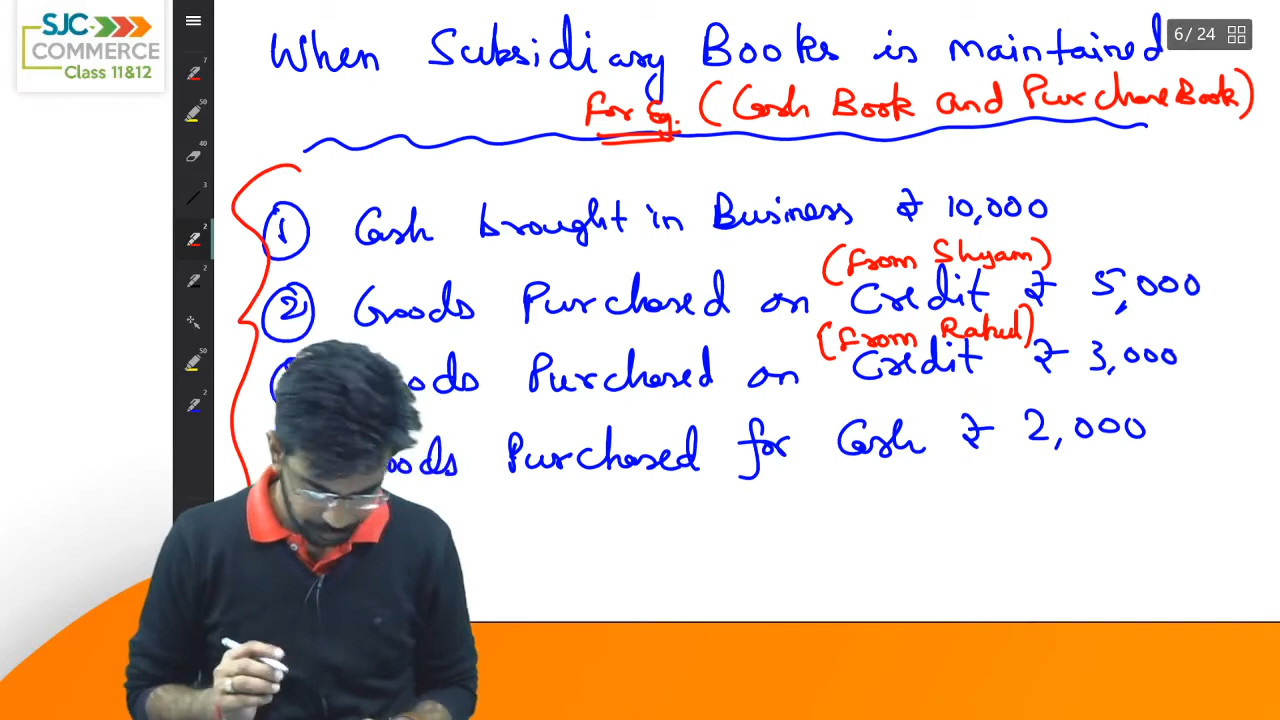 SJC
COMMERCE
Class 11&12
6 / 24
When Subsidiary Books is maintained
For Eg. (Cash Book and Purchase Book)
① Cash brought in Business ₹ 10,000
(From Shyam)
② Goods Purchased on Credit ₹ 5,000
(From Rahul)
Purchased on Credit ₹ 3,000
Purchased for Cash ₹ 2,000